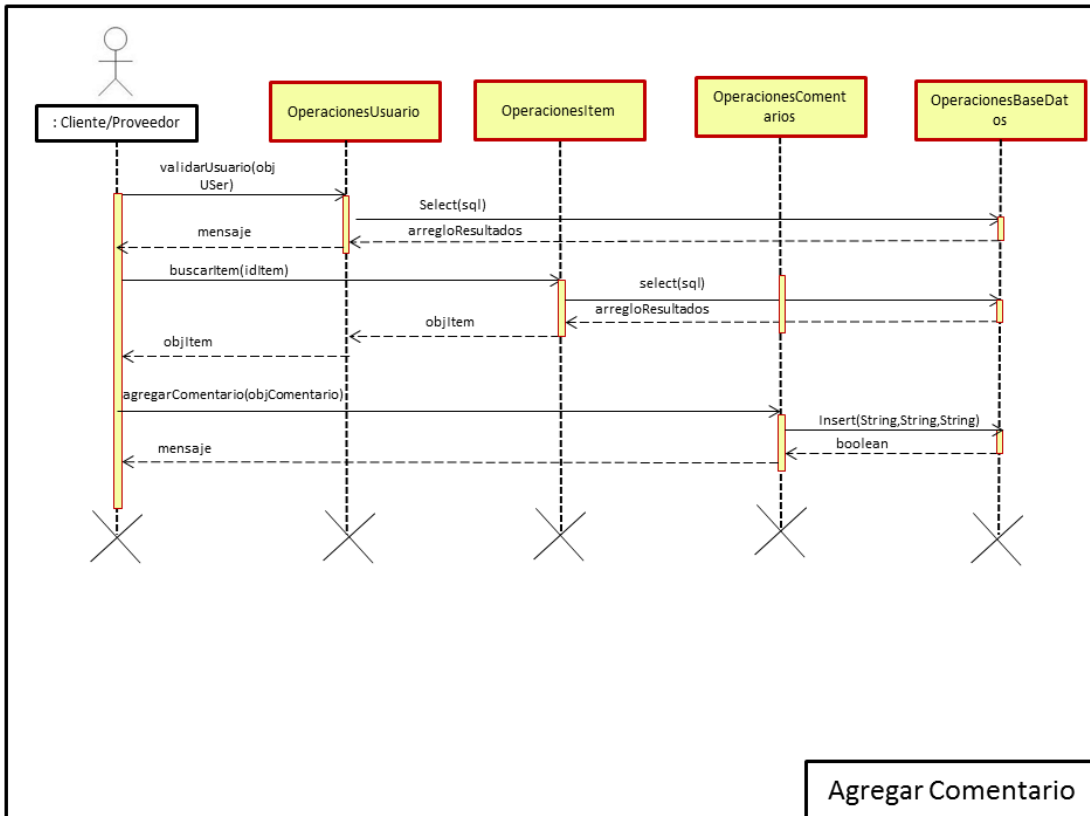 : Cliente/Proveedor
OperacionesUsuario
OperacionesItem
OperacionesComent
arios
OperacionesBaseDat
os
validarUsuario(obj
USer)
Select(sql)
mensaje
arregloResultados
buscarItem(idItem)
select(sql)
arregloResultados
objItem
objItem
agregarComentario(objComentario)
Insert(String,String,String)
boolean
mensaje
Agregar Comentario